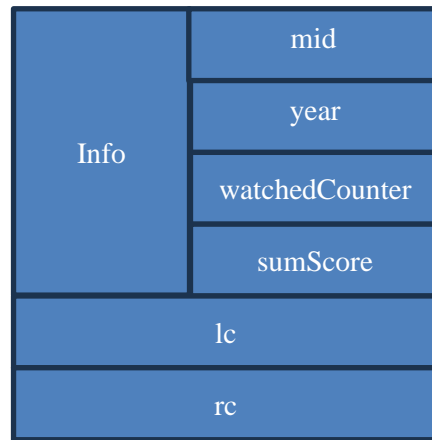 mid
year
Info
watchedCounter
sumScore
lc
rc